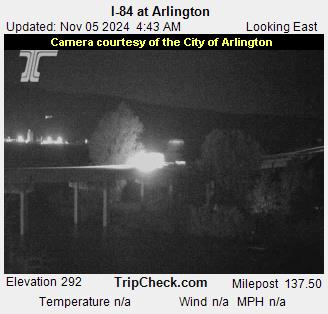 I-84 at Arlington
Updated: Nov 05 2024 4:43 AM Looking East
Camera courtesy of the City of Arlington
Elevation 292 TripCheck.com Milepost 137.50
Temperature n/a Wind n/a MPH n/a